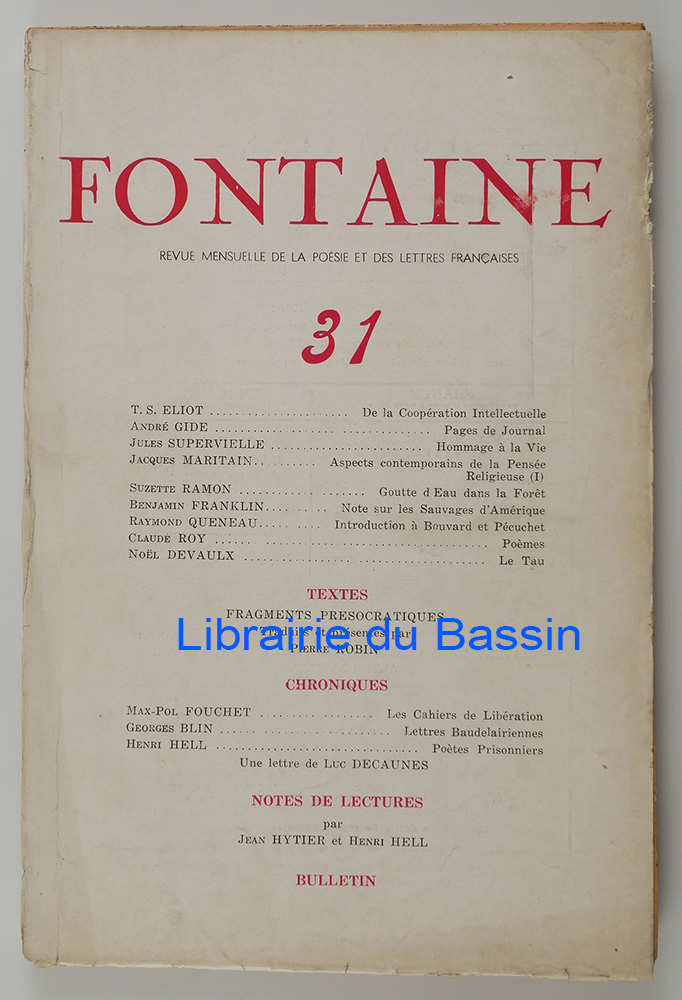 FONTAINE
REVUE MENSUELLE DE LA POÉSIE ET DES LETTRES FRANÇAISES
31
T. S. ELIOT ...................... De la Coopération Intellectuelle
ANDRÉ GIDE .................................. Pages de Journal
JULES SUPERVIELLE ........................ Hommage à la Vie
JACQUES MARITAIN.......... Aspects contemporains de la Pensée
Religieuse (I)
SUZETTE RAMON .................... Goutte d'Eau dans la Forêt
BENJAMIN FRANKLIN.......... Note sur les Sauvages d'Amérique
RAYMOND QUENEAU.......... Introduction à Bouvard et Pécuchet
CLAUDE ROY ........................................... Poèmes
NOËL DEVAULX ...................................... Le Tau
TEXTES
FRAGMENTS PRESOCRATIQUES
Traduits et présentés par
Librairie du Bassin
PIERRE ROBIN
CHRONIQUES
MAX-POL FOUCHET .................. Les Cahiers de Libération
GEORGES BLIN ........................... Lettres Baudelairiennes
HENRI HELL ................................ Poètes Prisonniers
Une lettre de LUC DECAUNES
NOTES DE LECTURES
par
JEAN HYTIER et HENRI HELL
BULLETIN